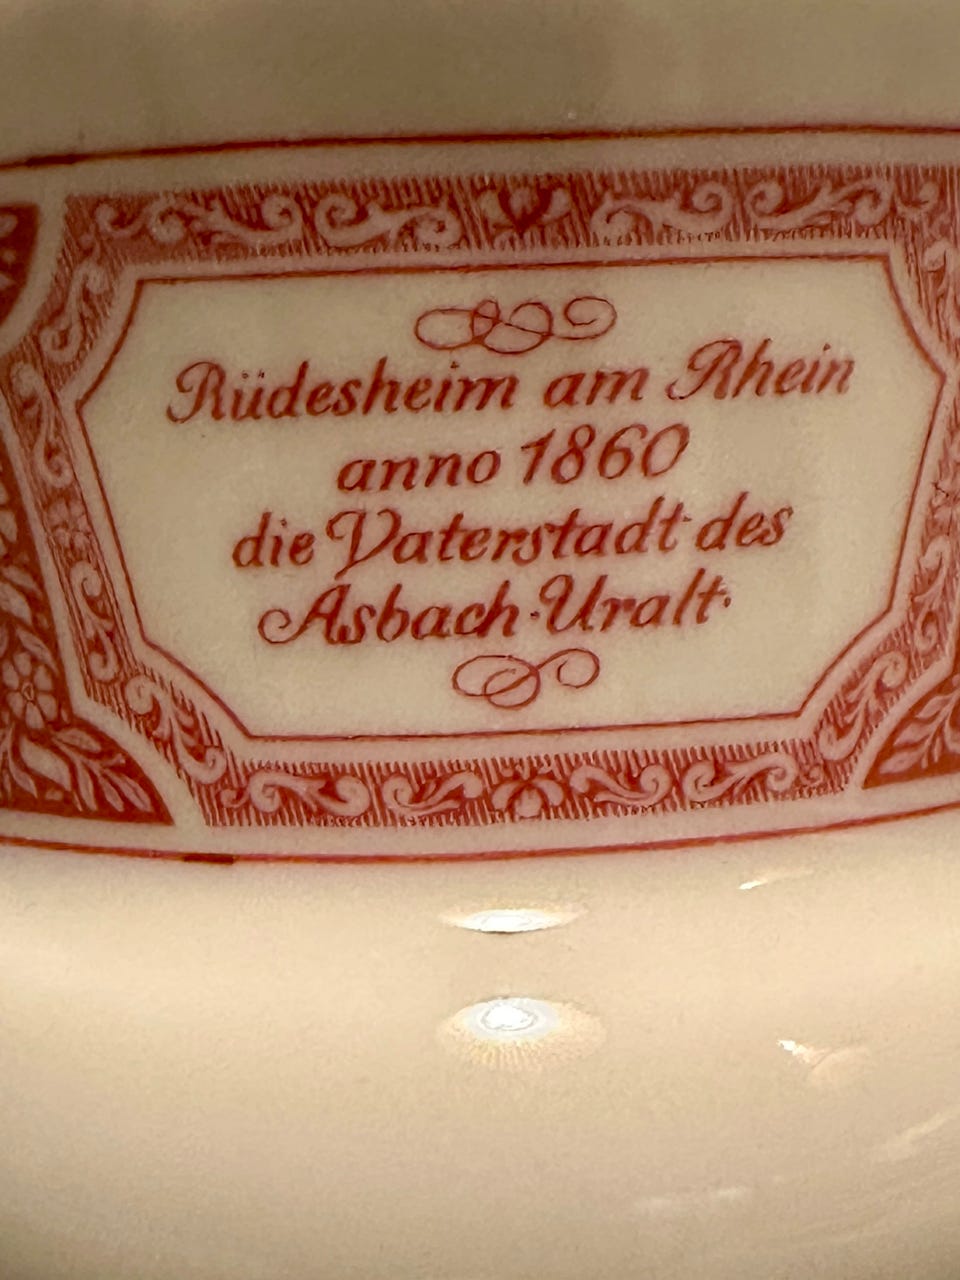 Rüdesheim am Rhein
anno 1860
die Vaterstadt des
Asbach·Uralt·